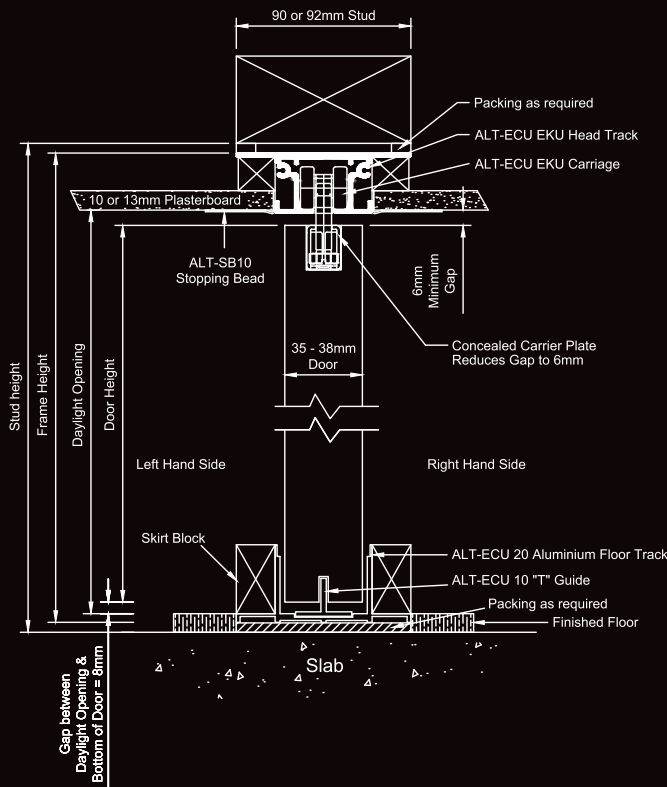 90 or 92mm Stud
Packing as required
ALT-ECU EKU Head Track
ALT-ECU EKU Carriage
10 or 13mm Plasterboard
ALT-SB10
Stopping Bead
6mm
Minimum
Gap
Concealed Carrier Plate
Reduces Gap to 6mm
35 - 38mm
Door
Stud height
Frame Height
Daylight Opening
Door Height
Left Hand Side
Right Hand Side
Skirt Block
ALT-ECU 20 Aluminium Floor Track
ALT-ECU 10 "T" Guide
Packing as required
Finished Floor
Slab
Gap between
Daylight Opening &
Bottom of Door = 8mm